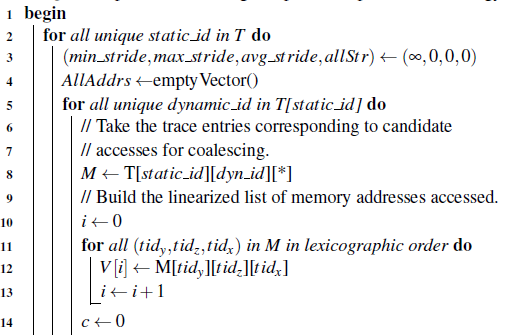 1 begin
2 for all unique static_id in T do
3 (min_stride,max_stride,avg_stride,allStr) ← (∞,0,0,0)
4 AllAddrs ←emptyVector()
5 for all unique dynamic_id in T[static_id] do
6 // Take the trace entries corresponding to candidate
7 // accesses for coalescing.
8 M ← T[static_id][dyn_id][*]
9 // Build the linearized list of memory addresses accessed.
10 i ← 0
11 for all (tid_y,tid_z,tid_x) in M in lexicographic order do
12 V[i] ← M[tid_y][tid_z][tid_x]
13 i ← i + 1
14 c ← 0